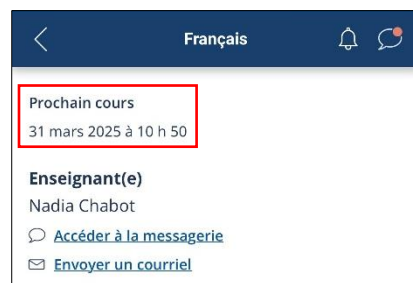 Français
Prochain cours
31 mars 2025 à 10 h 50
Enseignant(e)
Nadia Chabot
Accéder à la messagerie
Envoyer un courriel